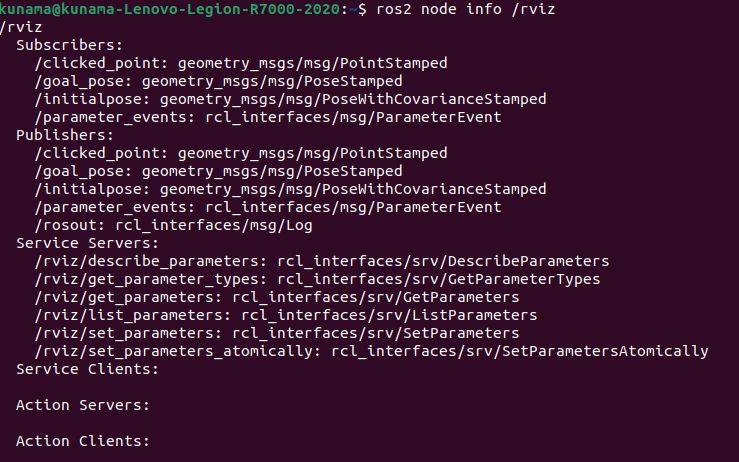 kunama@kunama-Lenovo-Legion-R7000-2020:~$ ros2 node info /rviz
/rviz
  Subscribers:
    /clicked_point: geometry_msgs/msg/PointStamped
    /goal_pose: geometry_msgs/msg/PoseStamped
    /initialpose: geometry_msgs/msg/PoseWithCovarianceStamped
    /parameter_events: rcl_interfaces/msg/ParameterEvent
  Publishers:
    /clicked_point: geometry_msgs/msg/PointStamped
    /goal_pose: geometry_msgs/msg/PoseStamped
    /initialpose: geometry_msgs/msg/PoseWithCovarianceStamped
    /parameter_events: rcl_interfaces/msg/ParameterEvent
    /rosout: rcl_interfaces/msg/Log
  Service Servers:
    /rviz/describe_parameters: rcl_interfaces/srv/DescribeParameters
    /rviz/get_parameter_types: rcl_interfaces/srv/GetParameterTypes
    /rviz/get_parameters: rcl_interfaces/srv/GetParameters
    /rviz/list_parameters: rcl_interfaces/srv/ListParameters
    /rviz/set_parameters: rcl_interfaces/srv/SetParameters
    /rviz/set_parameters_atomically: rcl_interfaces/srv/SetParametersAtomically
  Service Clients:
  Action Servers:
  Action Clients: